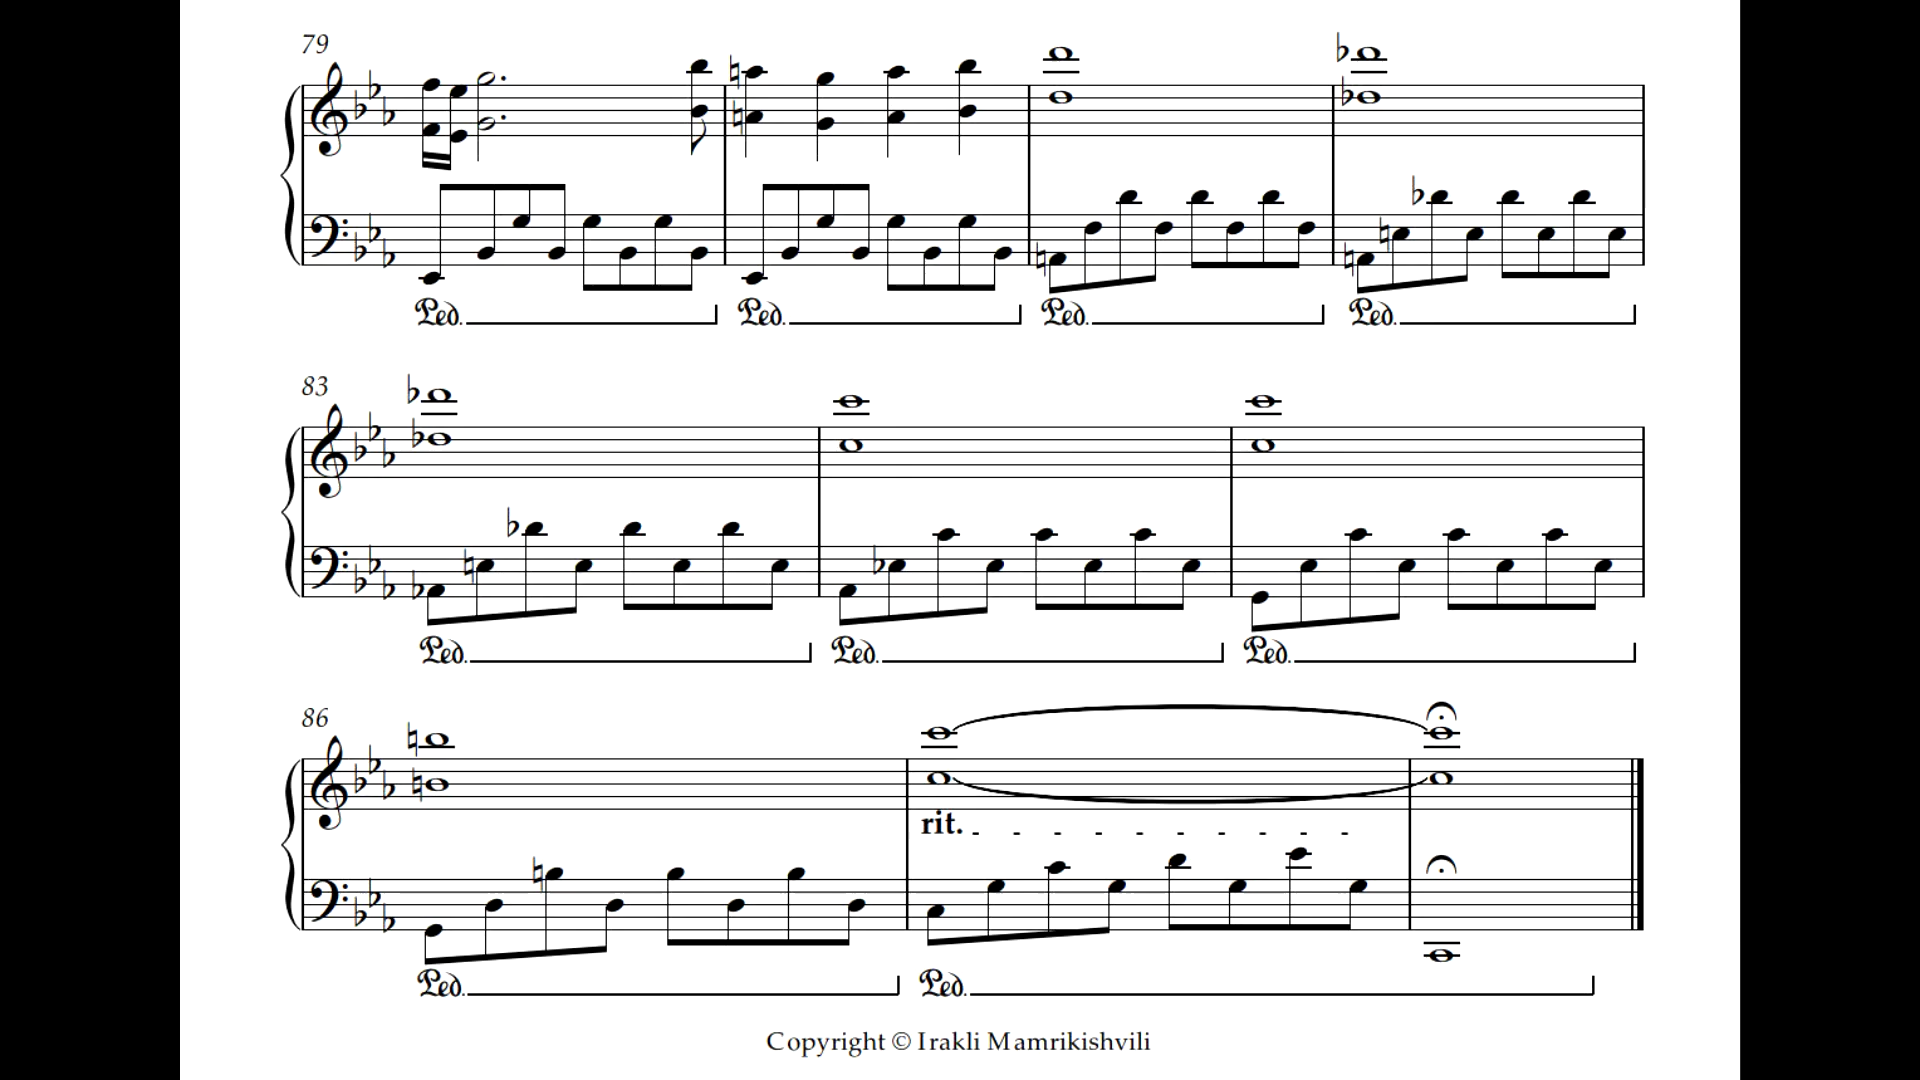 79
Ped. Ped. Ped. Ped.
83
Ped. Ped. Ped.
86
rit.
Ped. Ped.
Copyright © Irakli Mamrikishvili